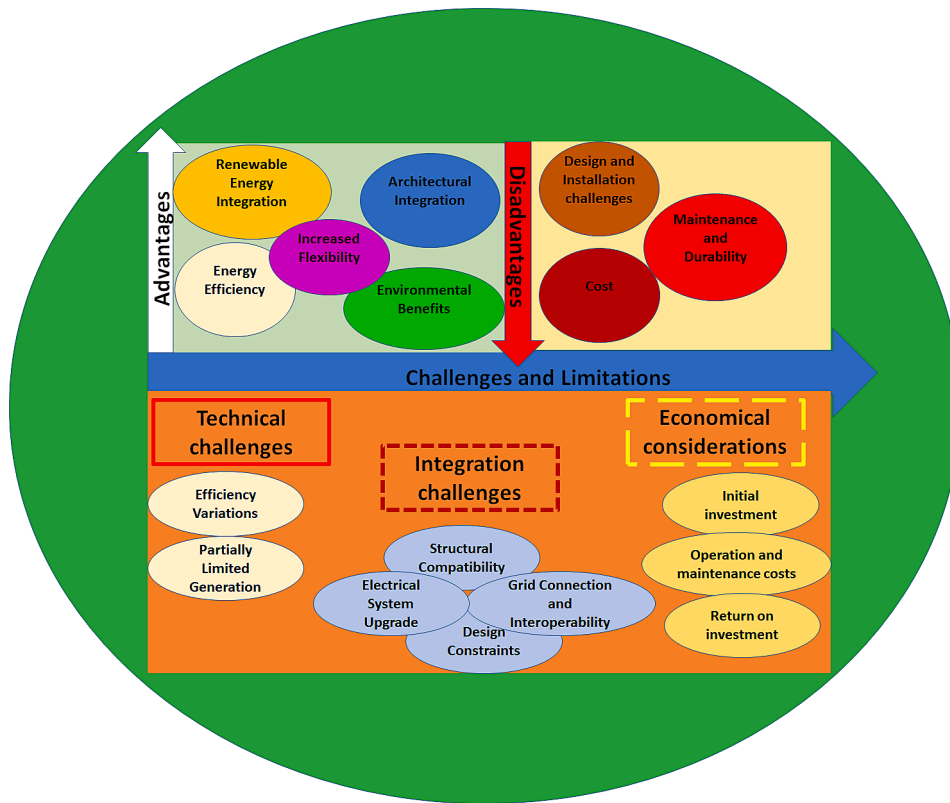 Advantages
Renewable
Energy
Integration
Architectural
Integration
Increased
Flexibility
Energy
Efficiency
Environmental
Benefits
Disadvantages
Design and
Installation
challenges
Maintenance
and
Durability
Cost
Challenges and Limitations
Technical
challenges
Efficiency
Variations
Partially
Limited
Generation
Integration
challenges
Structural
Compatibility
Electrical
System
Upgrade
Grid Connection
and
Interoperability
Design
Constraints
Economical
considerations
Initial
investment
Operation and
maintenance costs
Return on
investment